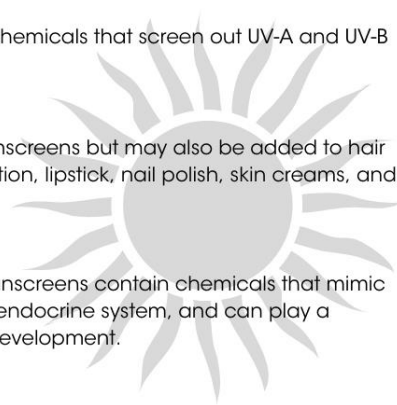 hemicals that screen out UV-A and UV-B
nscreens but may also be added to hair
tion, lipstick, nail polish, skin creams, and
nscreens contain chemicals that mimic
endocrine system, and can play a
evelopment.